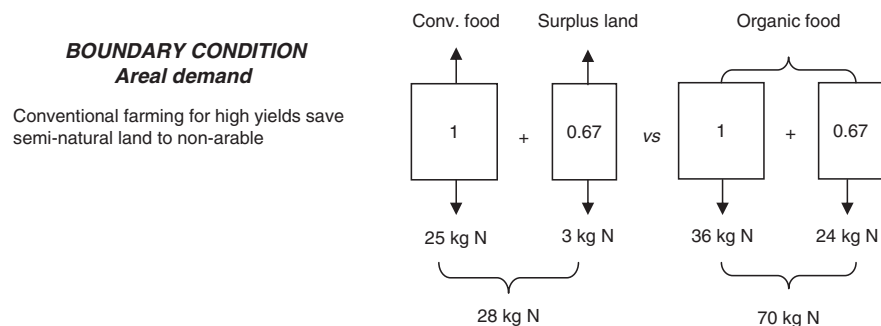 BOUNDARY CONDITION
Areal demand
Conventional farming for high yields save
semi-natural land to non-arable
Conv. food Surplus land Organic food
1 + 0.67 vs 1 + 0.67
25 kg N 3 kg N 36 kg N 24 kg N
28 kg N 70 kg N